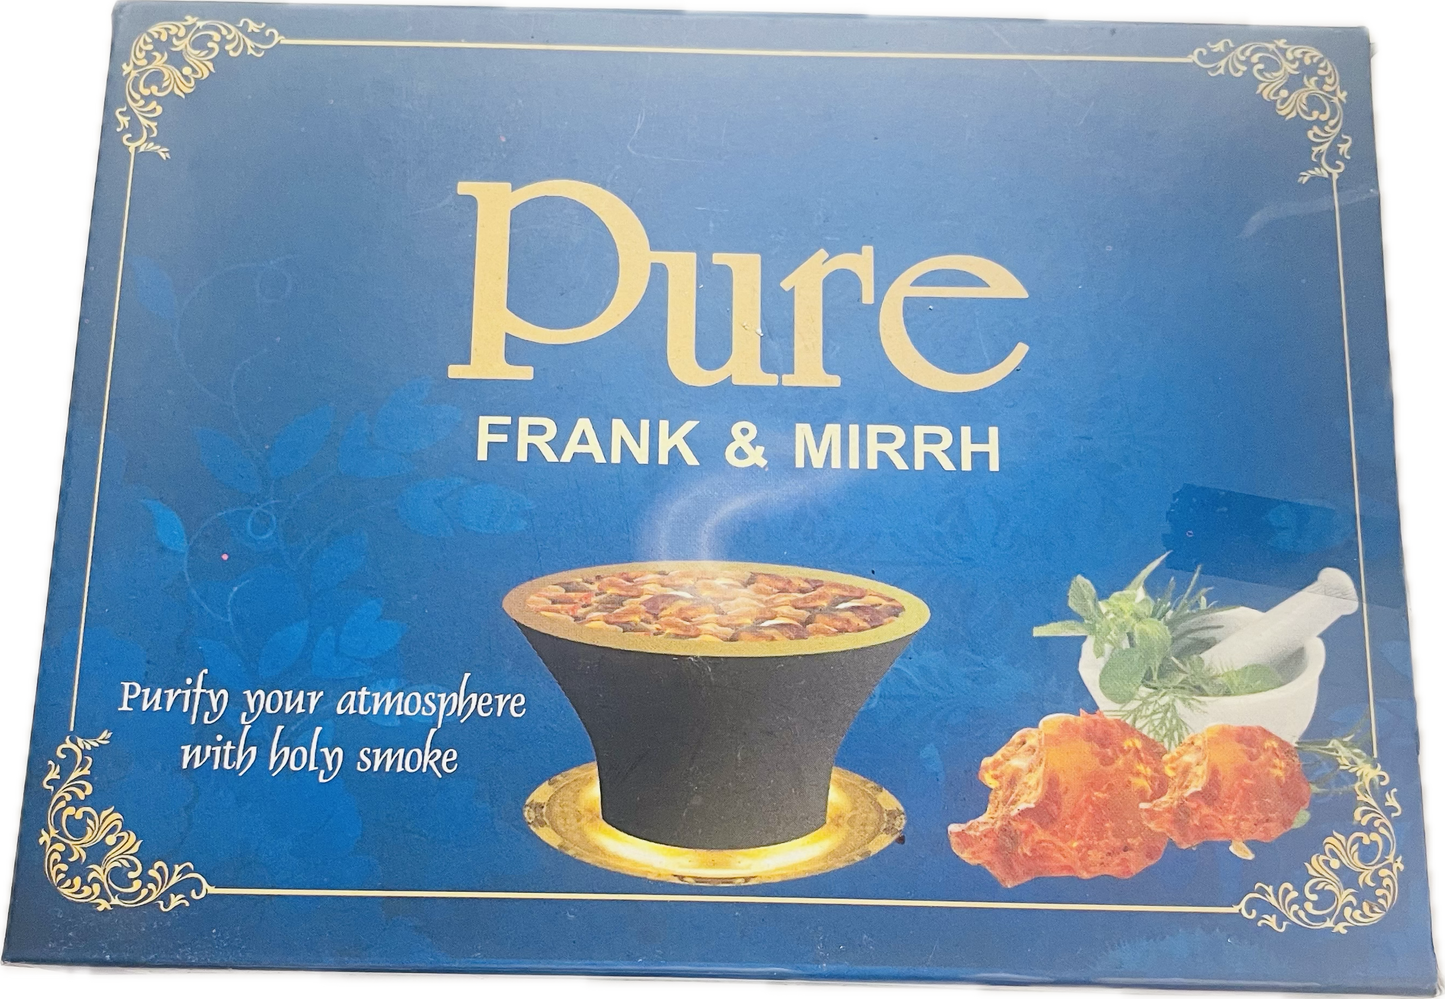 Pure
FRANK & MIRRH
Purify your atmosphere
with holy smoke